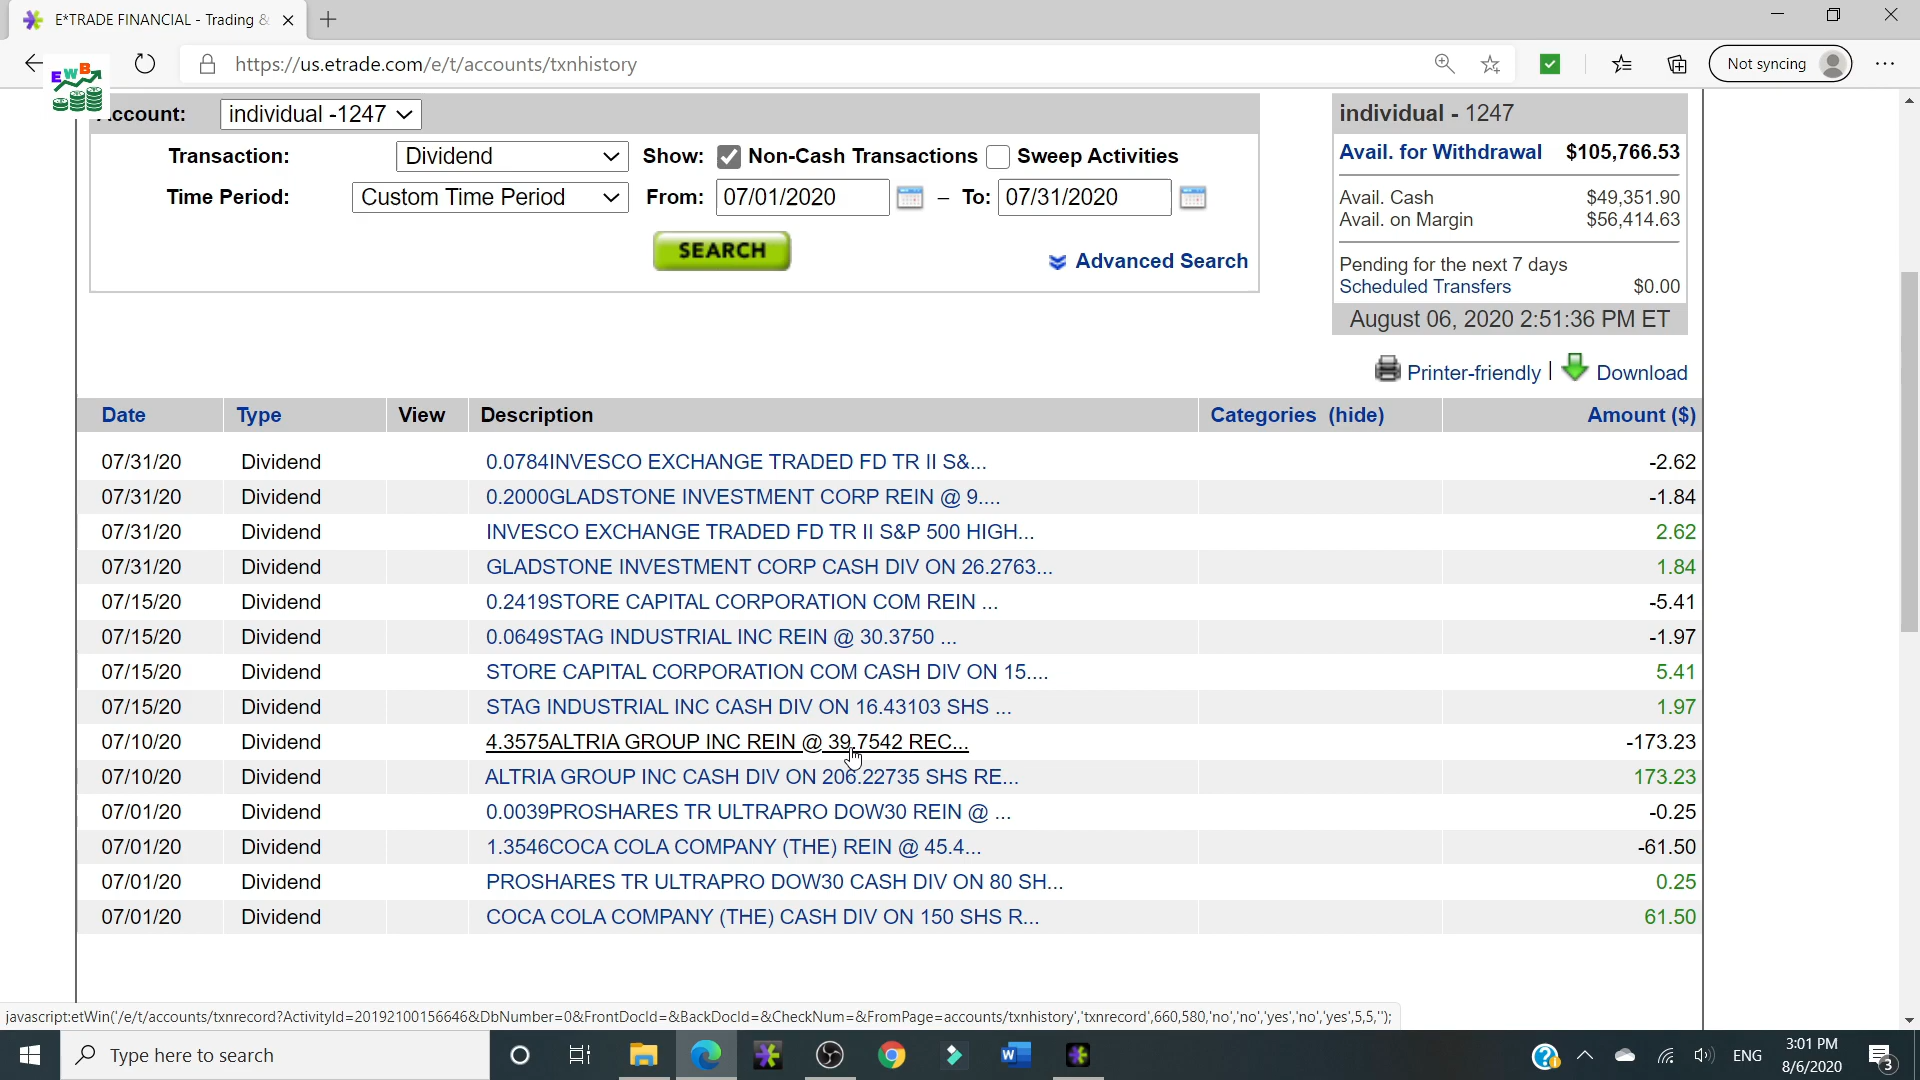 E*TRADE FINANCIAL - Trading &
https://us.etrade.com/e/t/accounts/txnhistory
Not syncing
EWB
ccount: individual -1247
Transaction: Dividend Show: Non-Cash Transactions Sweep Activities
Time Period: Custom Time Period From: 07/01/2020 – To: 07/31/2020
SEARCH
Advanced Search
individual - 1247
Avail. for Withdrawal $105,766.53
Avail. Cash $49,351.90
Avail. on Margin $56,414.63
Pending for the next 7 days
Scheduled Transfers $0.00
August 06, 2020 2:51:36 PM ET
Printer-friendly | Download
Date Type View Description Categories (hide) Amount ($)
07/31/20 Dividend 0.0784INVESCO EXCHANGE TRADED FD TR II S&... -2.62
07/31/20 Dividend 0.2000GLADSTONE INVESTMENT CORP REIN @ 9.... -1.84
07/31/20 Dividend INVESCO EXCHANGE TRADED FD TR II S&P 500 HIGH... 2.62
07/31/20 Dividend GLADSTONE INVESTMENT CORP CASH DIV ON 26.2763... 1.84
07/15/20 Dividend 0.2419STORE CAPITAL CORPORATION COM REIN ... -5.41
07/15/20 Dividend 0.0649STAG INDUSTRIAL INC REIN @ 30.3750 ... -1.97
07/15/20 Dividend STORE CAPITAL CORPORATION COM CASH DIV ON 15.... 5.41
07/15/20 Dividend STAG INDUSTRIAL INC CASH DIV ON 16.43103 SHS ... 1.97
07/10/20 Dividend 4.3575ALTRIA GROUP INC REIN @ 39.7542 REC... -173.23
07/10/20 Dividend ALTRIA GROUP INC CASH DIV ON 206.22735 SHS RE... 173.23
07/01/20 Dividend 0.0039PROSHARES TR ULTRAPRO DOW30 REIN @ ... -0.25
07/01/20 Dividend 1.3546COCA COLA COMPANY (THE) REIN @ 45.4... -61.50
07/01/20 Dividend PROSHARES TR ULTRAPRO DOW30 CASH DIV ON 80 SH... 0.25
07/01/20 Dividend COCA COLA COMPANY (THE) CASH DIV ON 150 SHS R... 61.50
javascript:etWin('/e/t/accounts/txnrecord?ActivityId=20192100156646&DbNumber=0&FrontDocId=&BackDocId=&CheckNum=&FromPage=accounts/txnhistory','txnrecord',660,580,'no','no','yes','no','yes',5,5,'');
Type here to search
ENG
3:01 PM
8/6/2020
3